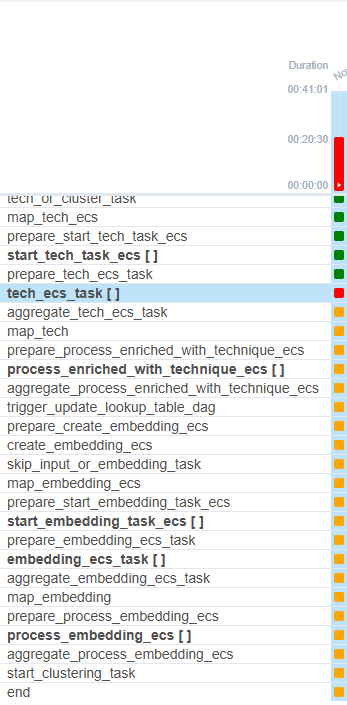 Duration
No
00:41:01
00:20:30
00:00:00
tech_or_cluster_task
map_tech_ecs
prepare_start_tech_task_ecs
start_tech_task_ecs [ ]
prepare_tech_ecs_task
tech_ecs_task [ ]
aggregate_tech_ecs_task
map_tech
prepare_process_enriched_with_technique_ecs
process_enriched_with_technique_ecs [ ]
aggregate_process_enriched_with_technique_ecs
trigger_update_lookup_table_dag
prepare_create_embedding_ecs
create_embedding_ecs
skip_input_or_embedding_task
map_embedding_ecs
prepare_start_embedding_task_ecs
start_embedding_task_ecs [ ]
prepare_embedding_ecs_task
embedding_ecs_task [ ]
aggregate_embedding_ecs_task
map_embedding
prepare_process_embedding_ecs
process_embedding_ecs [ ]
aggregate_process_embedding_ecs
start_clustering_task
end